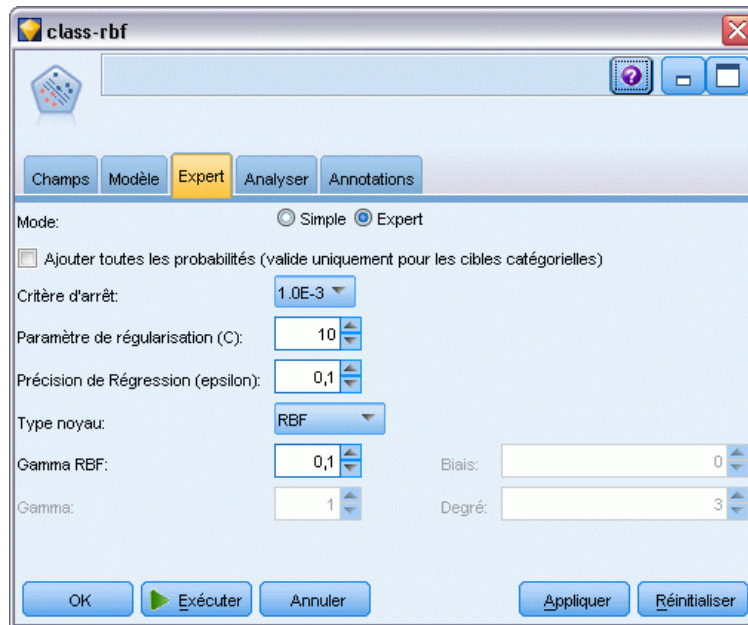 class-rbf
Champs Modèle Expert Analyser Annotations
Mode: Simple Expert
Ajouter toutes les probabilités (valide uniquement pour les cibles catégorielles)
Critère d'arrêt: 1.0E-3
Paramètre de régularisation (C): 10
Précision de Régression (epsilon): 0,1
Type noyau: RBF
Gamma RBF: 0,1 Biais: 0
Gamma: 1 Degré: 3
OK Exécuter Annuler Appliquer Réinitialiser